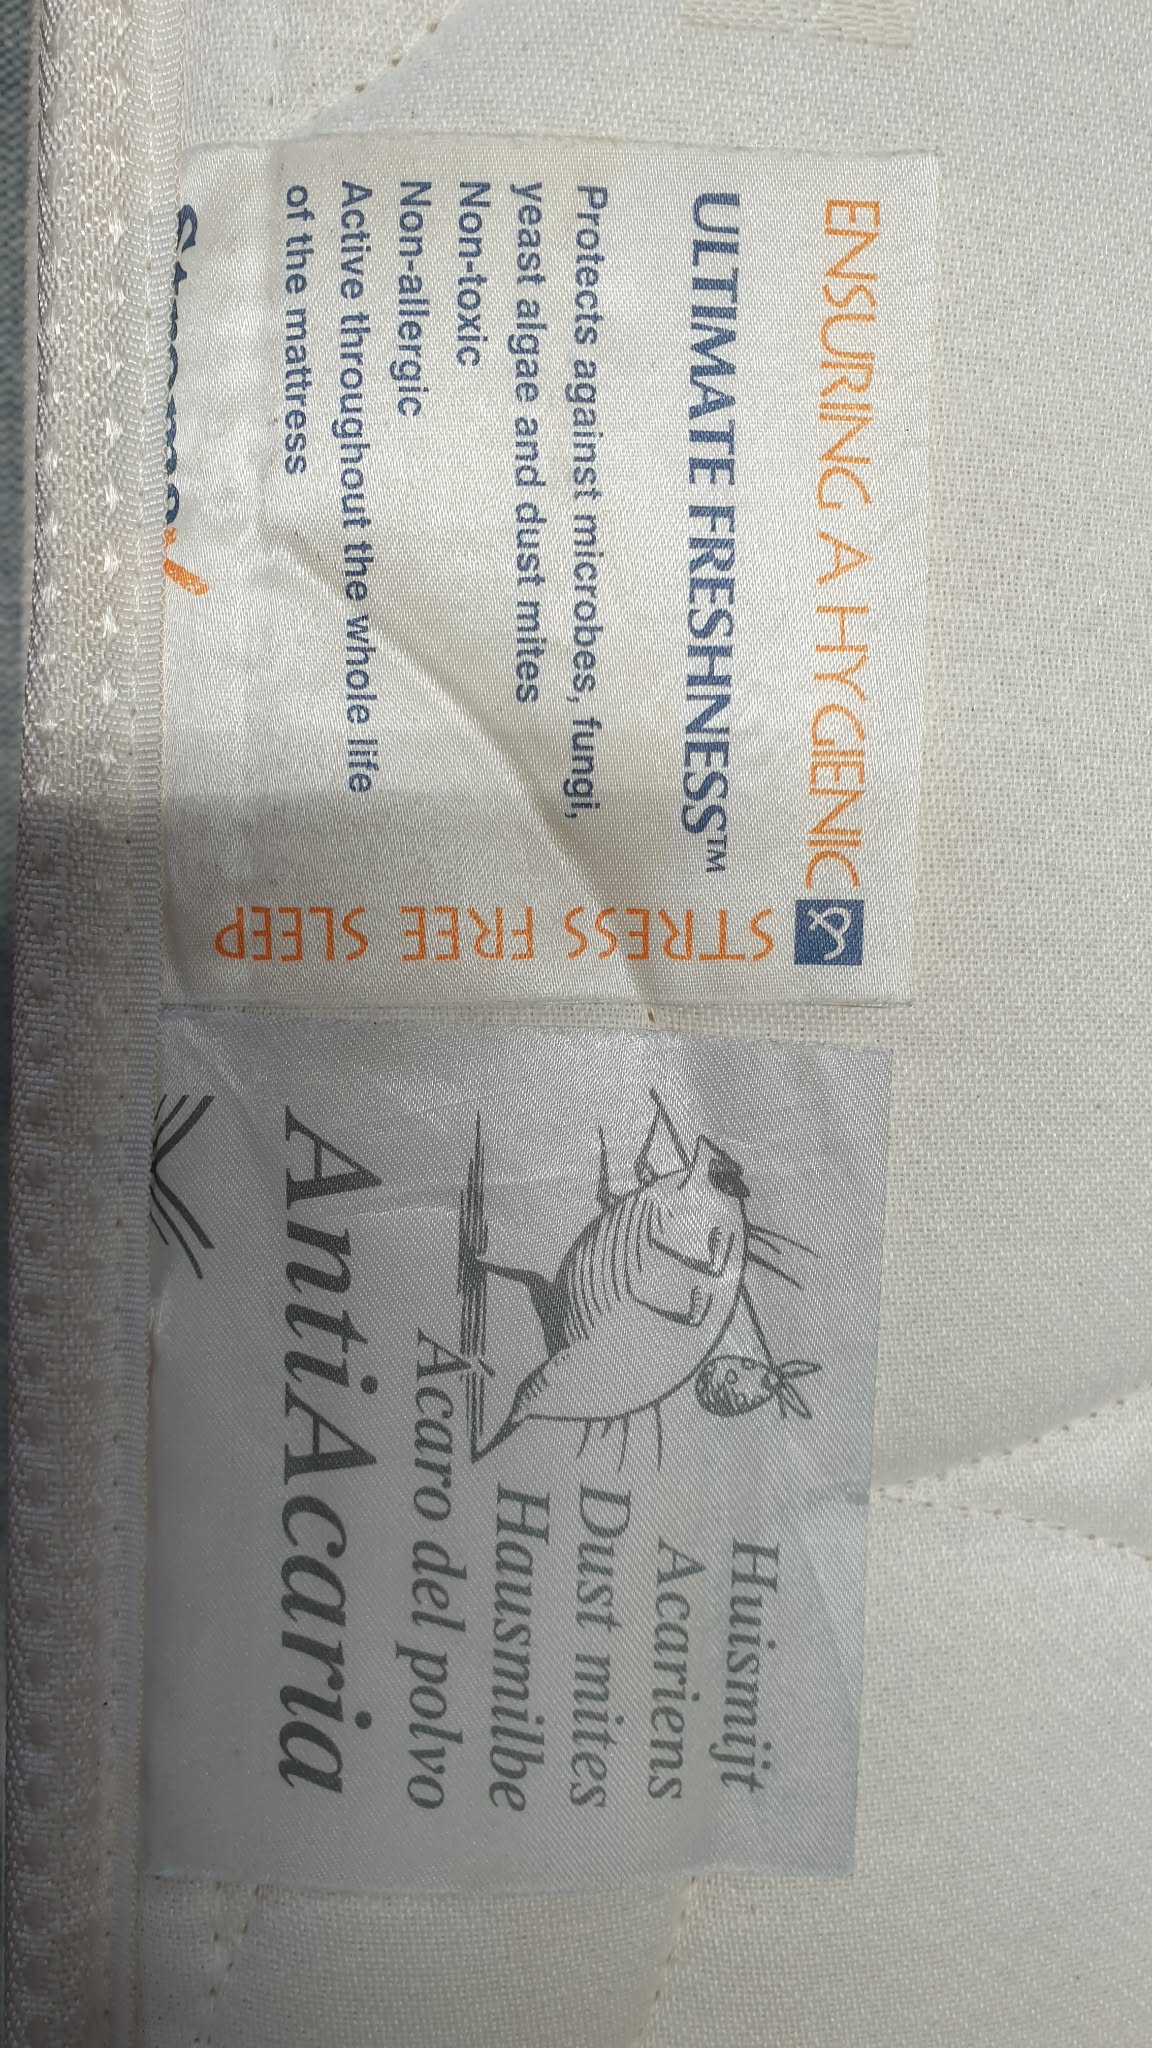 ENSURING A HYGIENIC &
STRESS FREE SLEEP
ULTIMATE FRESHNESS™
Protects against microbes, fungi,
yeast algae and dust mites
Non-toxic
Non-allergic
Active throughout the whole life
of the mattress
Huismijt
Acariens
Dust mites
Hausmilbe
Acaro del polvo
AntiAcaria